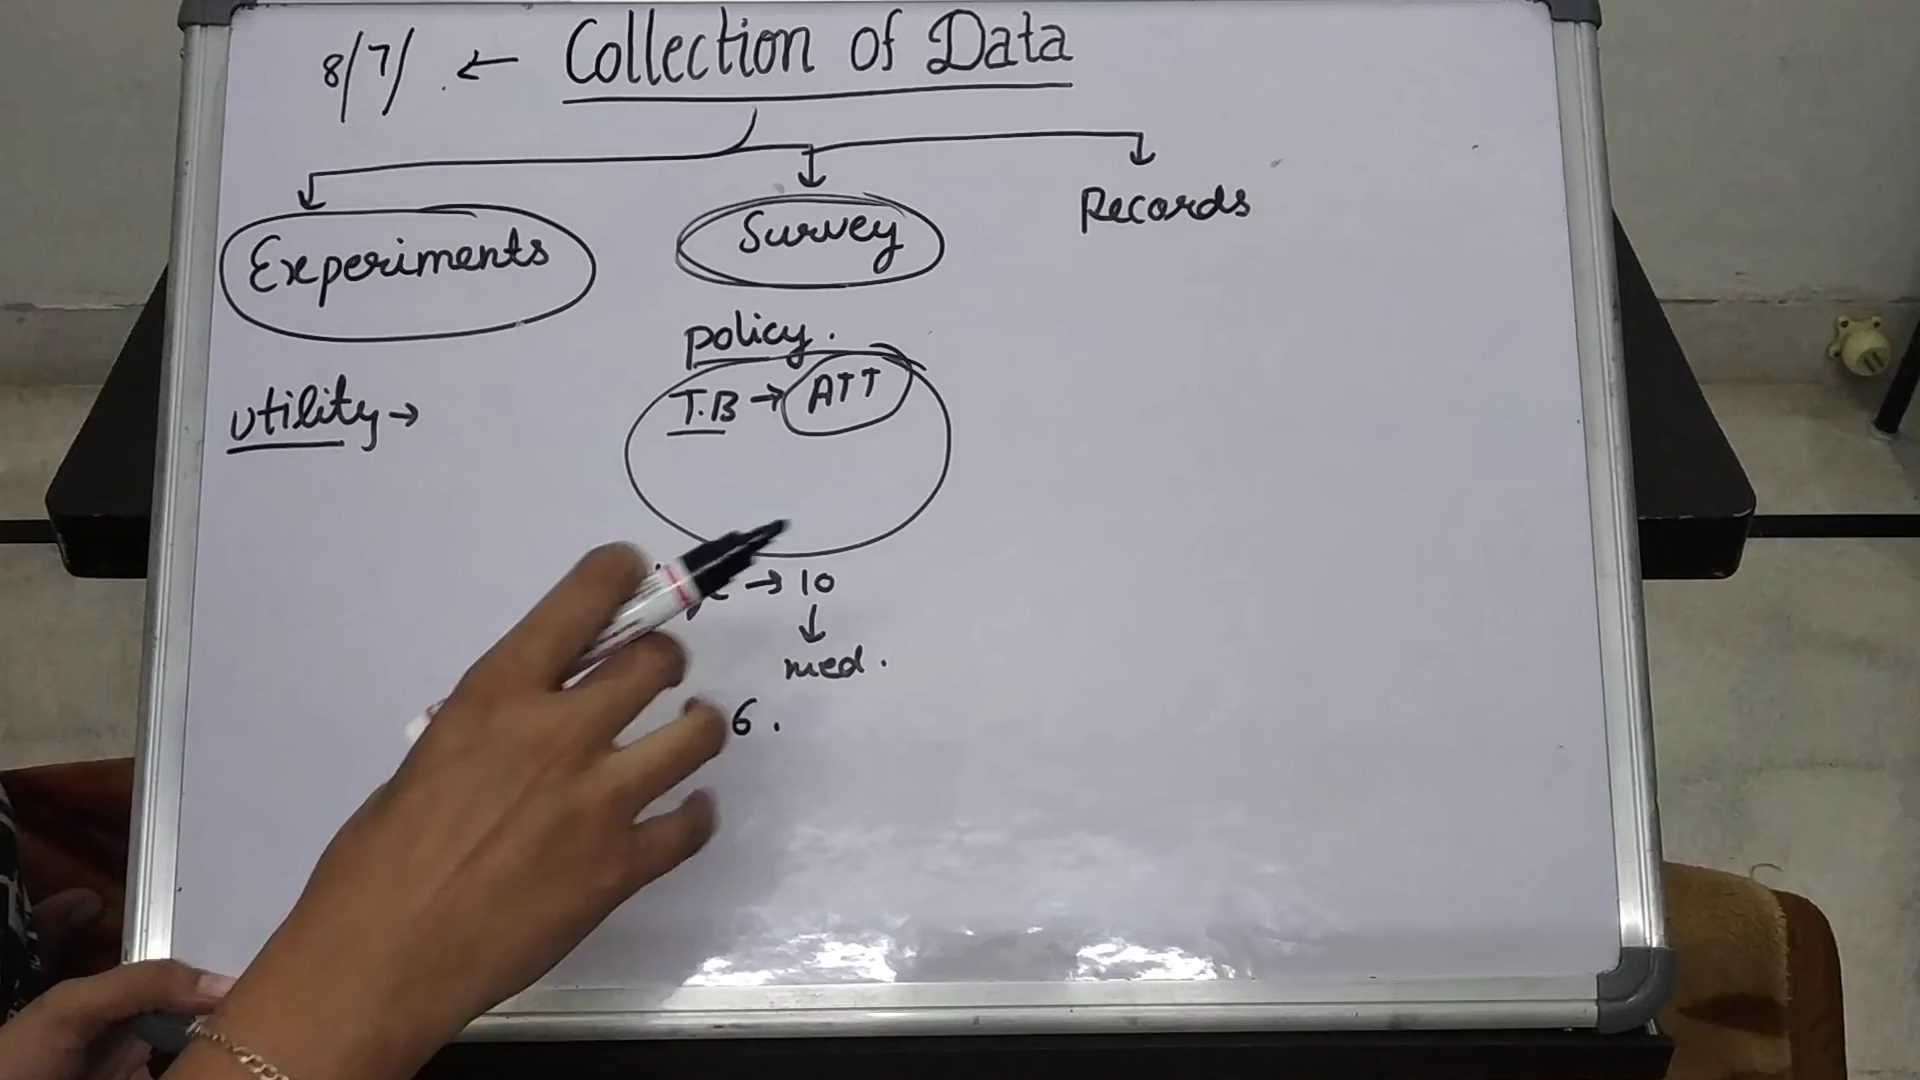 8/7/ . ← Collection of Data
Experiments
Survey
Records
policy.
utility →
T.B → ATT
→ 10
↓
med.
6.